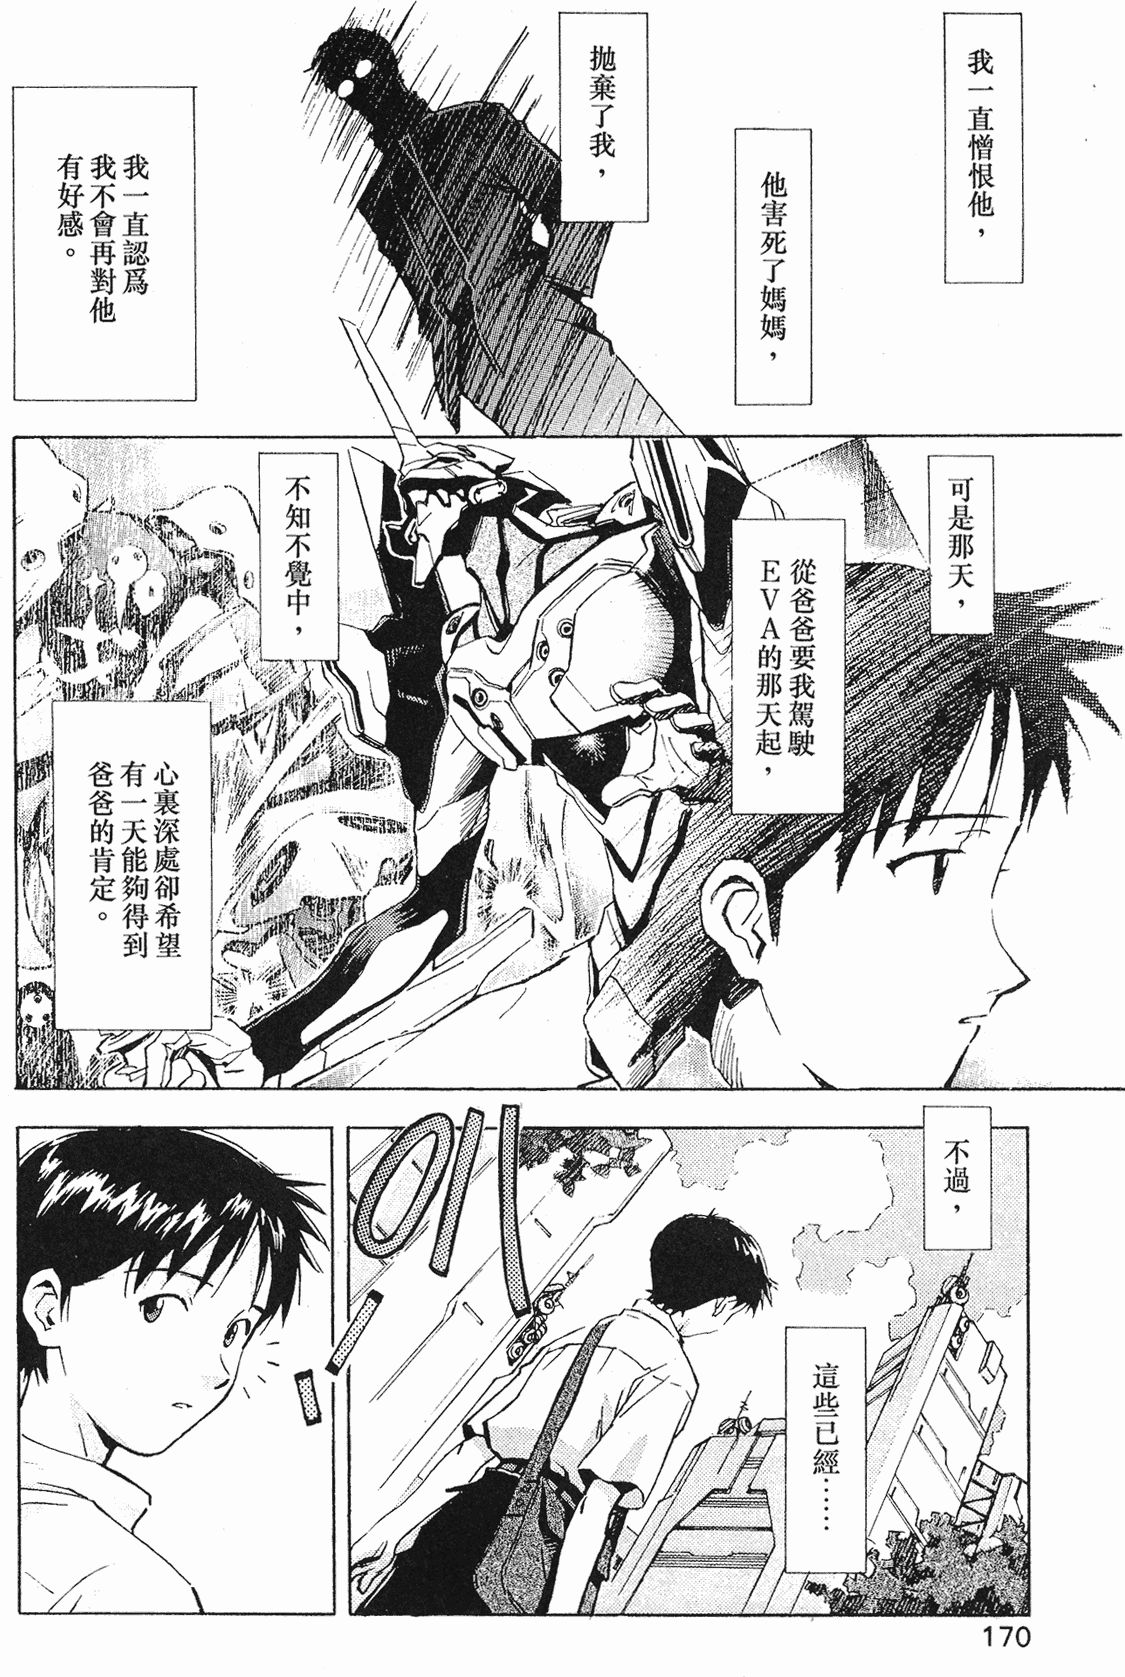 我一直憎恨他，
他害死了媽媽，
拋棄了我，
我一直認爲
我不會再對他
有好感。
可是那天，
從爸爸要我駕駛
EVA的那天起，
不知不覺中，
心裏深處卻希望
有一天能夠得到
爸爸的肯定。
不過，
這些已經……
170